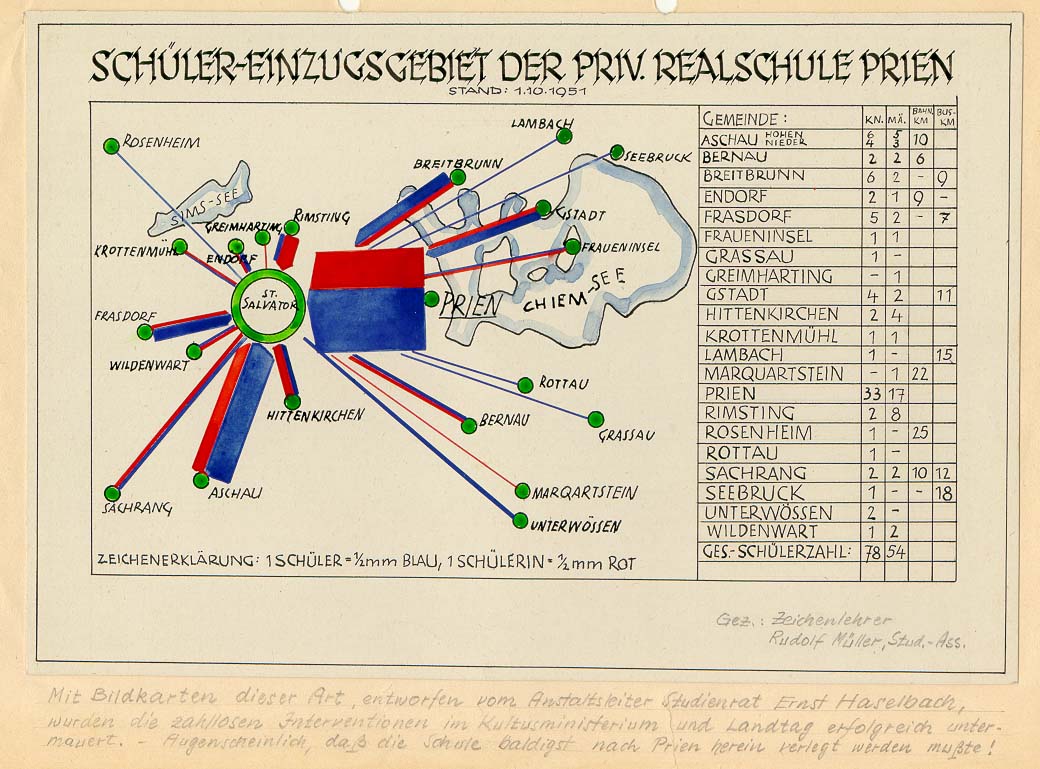 SCHÜLER-EINZUGSGEBIET DER PRIV. REALSCHULE PRIEN
STAND: 1.10.1951
ROSENHEIM
SIMS-SEE
LAMBACH
SEEBRUCK
BREITBRUNN
RIMSTING
GREIMHARTING
GSTADT
KROTTENMÜHL
ENDORF
FRAUENINSEL
ST. SALVATOR
PRIEN
CHIEM-SEE
FRASDORF
WILDENWART
HITTENKIRCHEN
ROTTAU
BERNAU
GRASSAU
ASCHAU
SACHRANG
MARQARTSTEIN
UNTERWÖSSEN
ZEICHENERKLÄRUNG: 1 SCHÜLER = ½mm BLAU, 1 SCHÜLERIN = ½mm ROT
GEMEINDE: KN. MÄ. BAHN. KM BUS- KM
ASCHAU HOHEN 6 5 10
NIEDER 4 3
BERNAU 2 2 6
BREITBRUNN 6 2 - 9
ENDORF 2 1 9 -
FRASDORF 5 2 - 7
FRAUENINSEL 1 1
GRASSAU 1 -
GREIMHARTING - 1
GSTADT 4 2 11
HITTENKIRCHEN 2 4
KROTTENMÜHL 1 1
LAMBACH 1 - 15
MARQUARTSTEIN - 1 22
PRIEN 33 17
RIMSTING 2 8
ROSENHEIM 1 - 25
ROTTAU 1 -
SACHRANG 2 2 10 12
SEEBRUCK 1 - - 18
UNTERWÖSSEN 2 -
WILDENWART 1 2
GES.-SCHÜLERZAHL: 78 54
Gez.: Zeichenlehrer
Rudolf Müller, Stud.-Ass.
Mit Bildkarten dieser Art, entworfen vom Anstaltsleiter Studienrat Ernst Haselbach,
wurden die zahllosen Interventionen im Kultusministerium und Landtag erfolgreich unter-
mauert. - Augenscheinlich, daß die Schule baldigst nach Prien herein verlegt werden mußte!